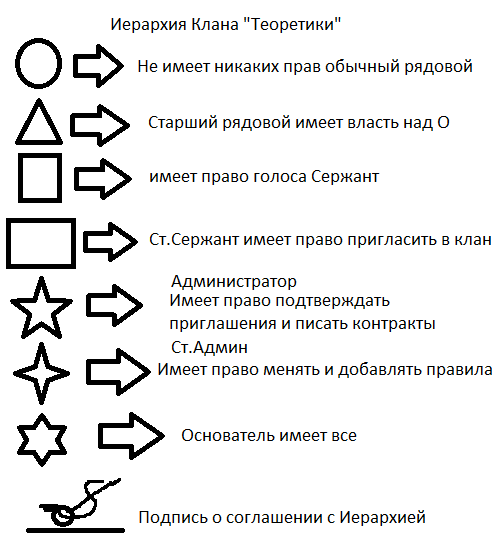 Иерархия Клана "Теоретики"
Не имеет никаких прав обычный рядовой
Старший рядовой имеет власть над О
имеет право голоса Сержант
Ст.Сержант имеет право пригласить в клан
Администратор
Имеет право подтверждать
приглашения и писать контракты
Ст.Админ
Имеет право менять и добавлять правила
Основатель имеет все
Подпись о соглашении с Иерархией